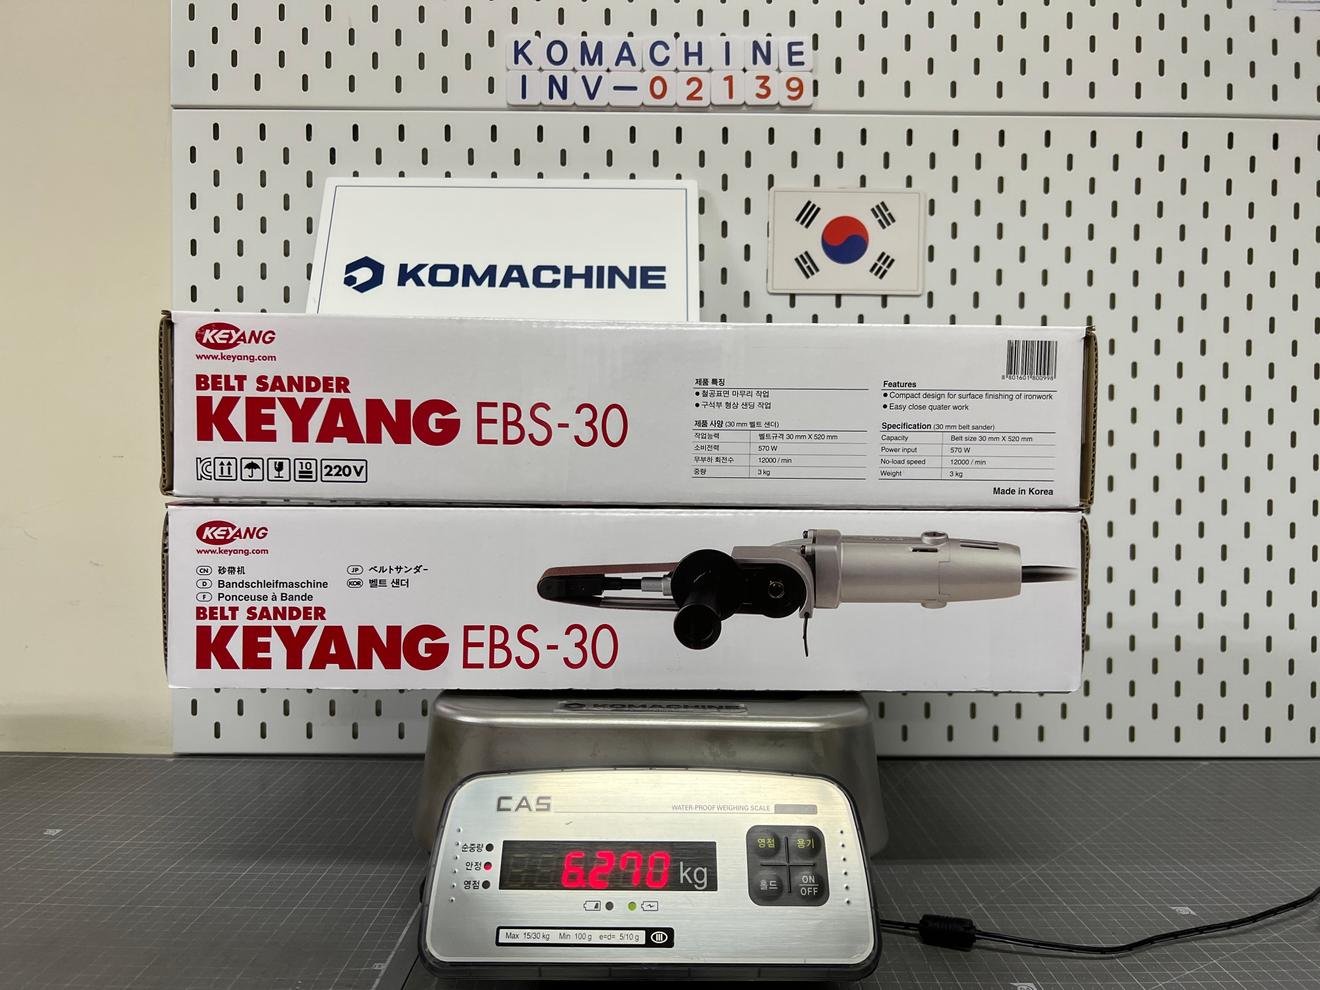 KOMACHINE
INV-02139
KOMACHINE
KEYANG
www.keyang.com
BELT SANDER
KEYANG EBS-30
10
220V
제품 특징
● 철공표면 마무리 작업
● 구석부 형상 샌딩 작업
제품 사양 (30 mm 벨트 샌더)
작업능력 벨트규격 30 mm X 520 mm
소비전력 570 W
무부하 회전수 12000 / min
중량 3 kg
Features
● Compact design for surface finishing of ironwork
● Easy close quater work
Specification (30 mm belt sander)
Capacity Belt size 30 mm X 520 mm
Power input 570 W
No-load speed 12000 / min
Weight 3 kg
8 801601 800998
Made in Korea
KEYANG
www.keyang.com
CN 砂帶机
JP ベルトサンダー
D Bandschleifmaschine
KOR 벨트 샌더
F Ponceuse à Bande
BELT SANDER
KEYANG EBS-30
KOMACHINE
CAS
WATER-PROOF WEIGHING SCALE
순중량
안정
영점
6.270 kg
영점
용기
홀드
ON
OFF
Max 15/30 kg Min 100 g e=d= 5/10 g III